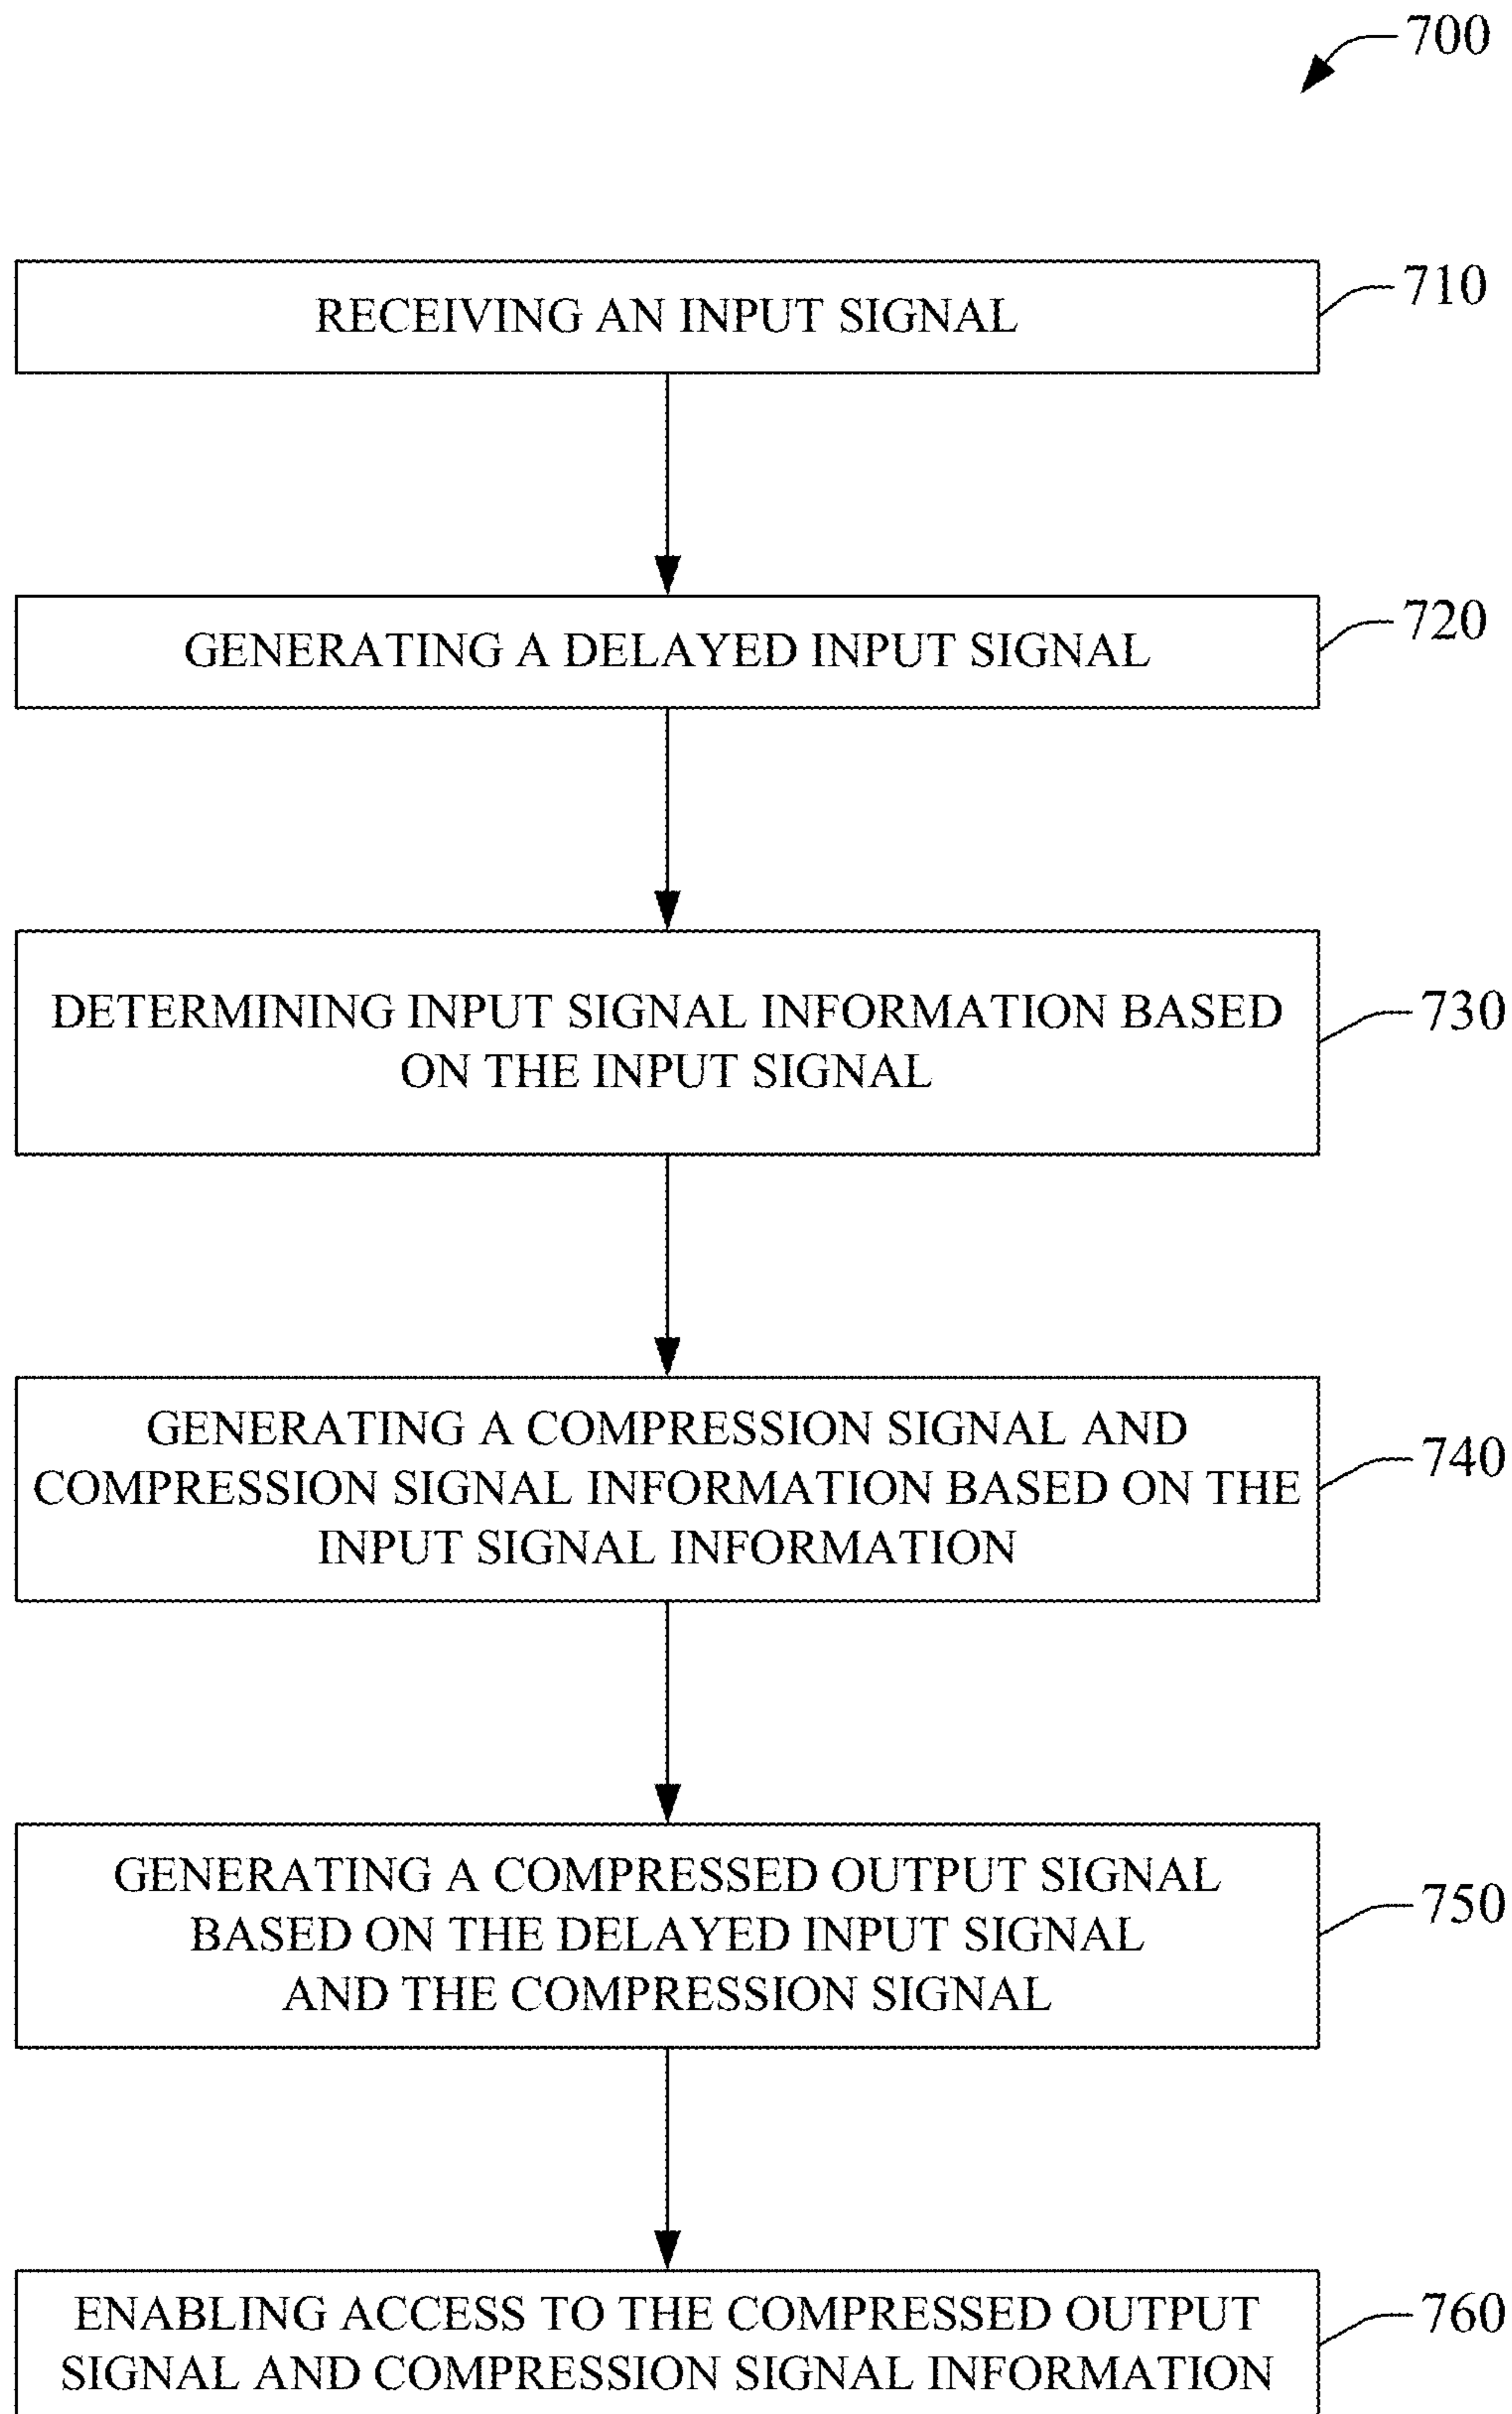 700
RECEIVING AN INPUT SIGNAL
710
GENERATING A DELAYED INPUT SIGNAL
720
DETERMINING INPUT SIGNAL INFORMATION BASED
ON THE INPUT SIGNAL
730
GENERATING A COMPRESSION SIGNAL AND
COMPRESSION SIGNAL INFORMATION BASED ON THE
INPUT SIGNAL INFORMATION
740
GENERATING A COMPRESSED OUTPUT SIGNAL
BASED ON THE DELAYED INPUT SIGNAL
AND THE COMPRESSION SIGNAL
750
ENABLING ACCESS TO THE COMPRESSED OUTPUT
SIGNAL AND COMPRESSION SIGNAL INFORMATION
760